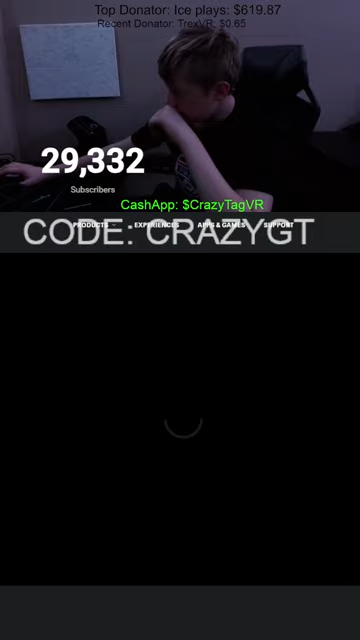 Top Donator: Ice plays: $619.87
Recent Donator: TrexVR, $0.65
29,332
Subscribers
CashApp: $CrazyTagVR
CODE: CRAZYGT
PRODUCTS EXPERIENCES APPS & GAMES SUPPORT